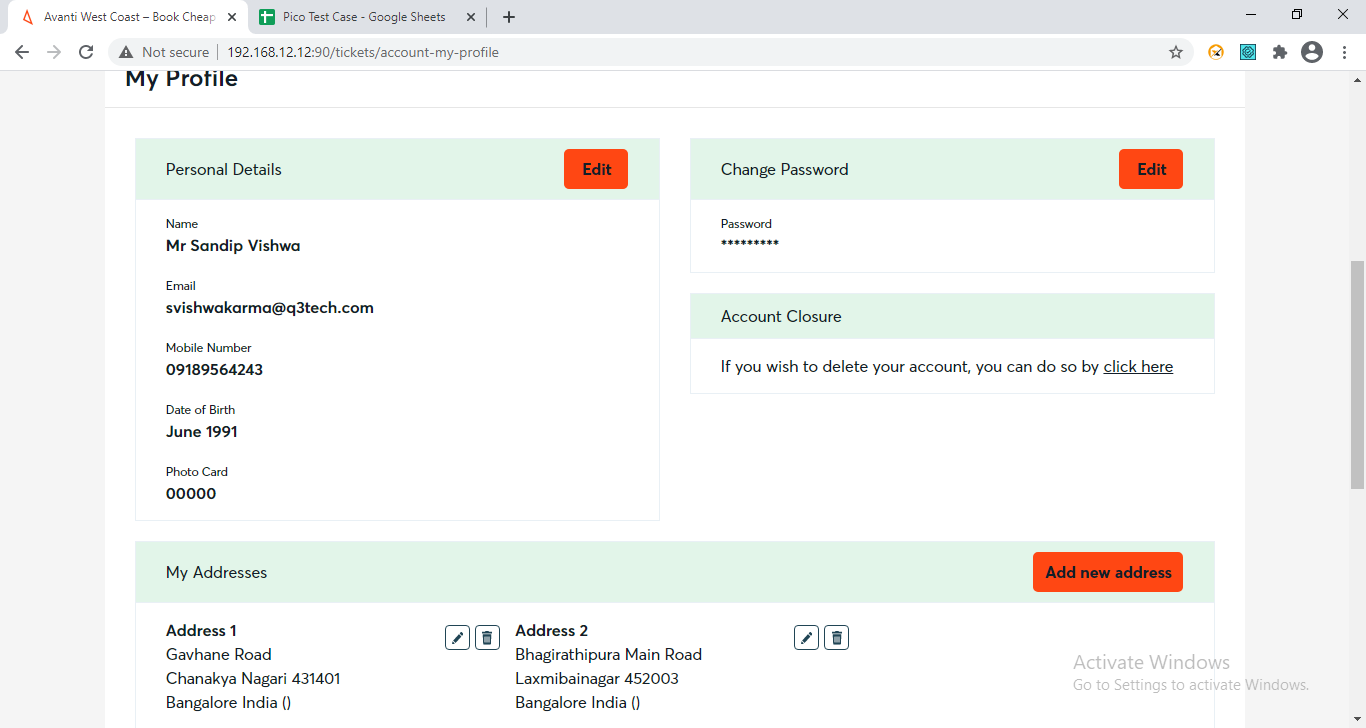 Avanti West Coast – Book Cheap
Pico Test Case - Google Sheets
Not secure
192.168.12.12:90/tickets/account-my-profile
My Profile
Personal Details
Edit
Name
Mr Sandip Vishwa
Email
svishwakarma@q3tech.com
Mobile Number
09189564243
Date of Birth
June 1991
Photo Card
00000
Change Password
Edit
Password
*********
Account Closure
If you wish to delete your account, you can do so by click here
My Addresses
Add new address
Address 1
Gavhane Road
Chanakya Nagari 431401
Bangalore India ()
Address 2
Bhagirathipura Main Road
Laxmibainagar 452003
Bangalore India ()
Activate Windows
Go to Settings to activate Windows.